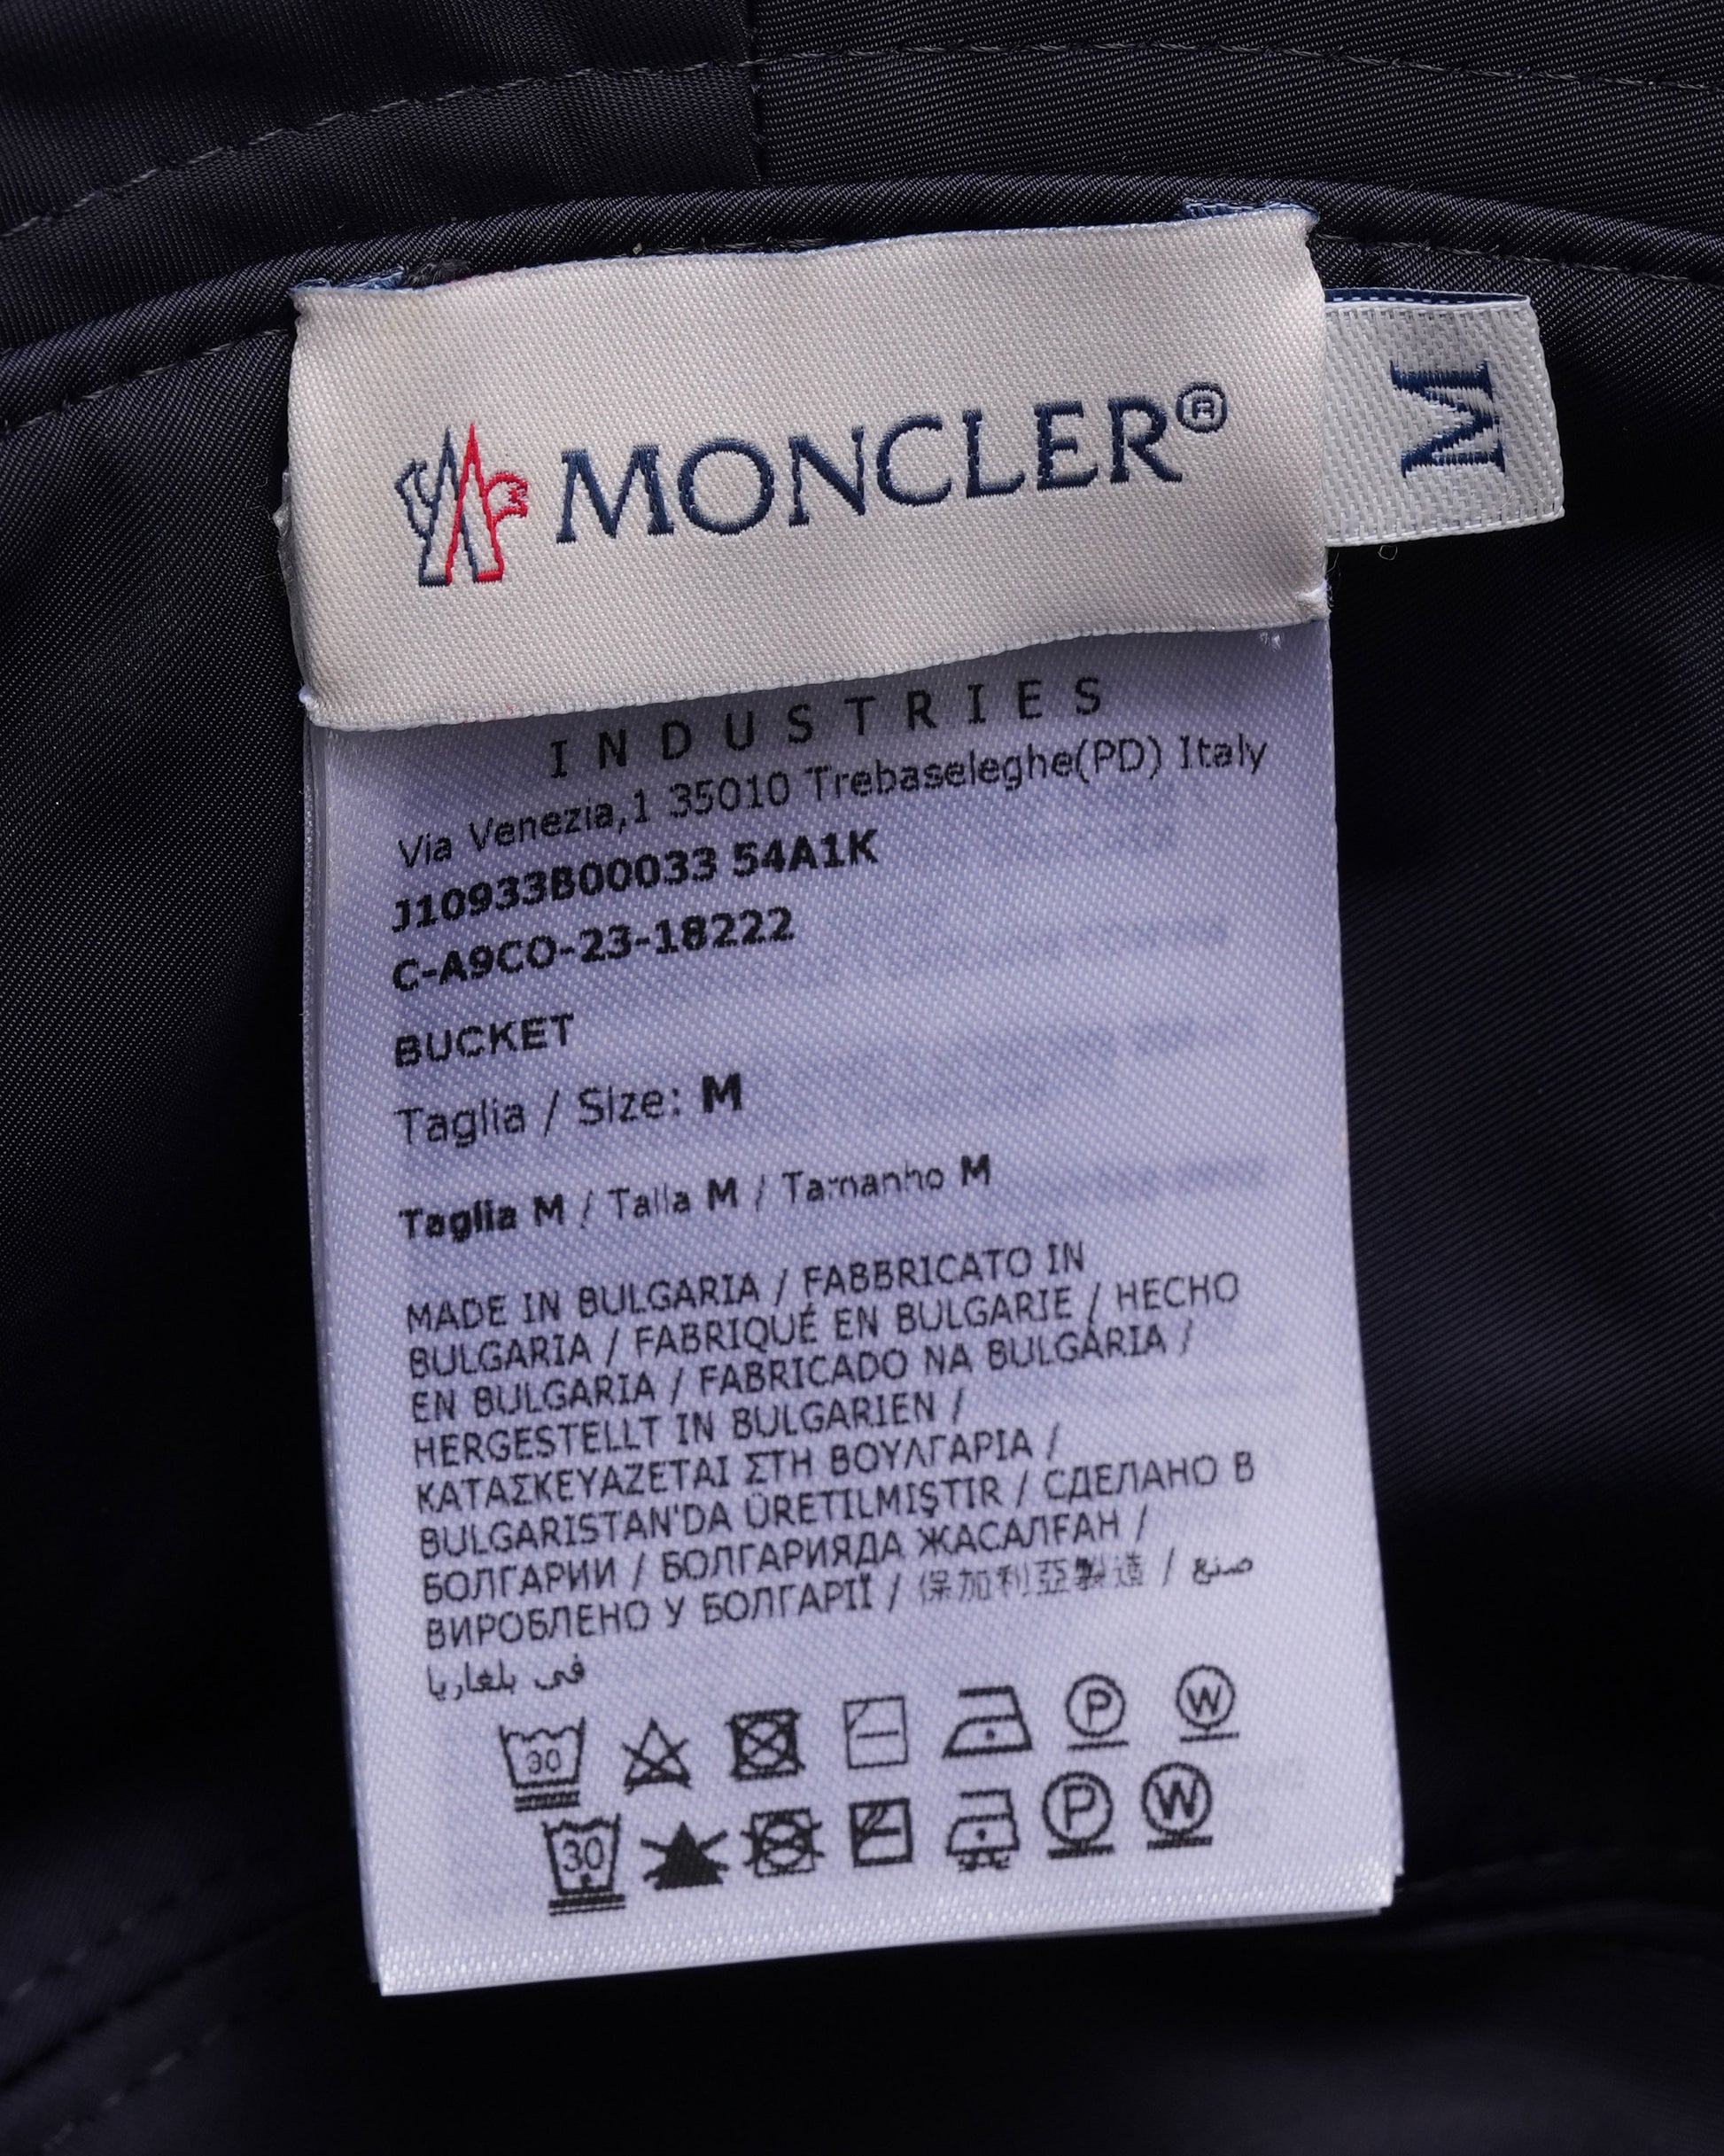 MONCLER®
M
INDUSTRIES
Via Venezia,1 35010 Trebaseleghe(PD) Italy
J10933B00033 54A1K
C-A9CO-23-18222
BUCKET
Taglia / Size: M
Taglia M / Talla M / Tamanho M
MADE IN BULGARIA / FABBRICATO IN
BULGARIA / FABRIQUÉ EN BULGARIE / HECHO
EN BULGARIA / FABRICADO NA BULGÁRIA /
HERGESTELLT IN BULGARIEN /
ΚΑΤΑΣΚΕΥΑΖΕΤΑΙ ΣΤΗ ΒΟΥΛΓΑΡΙΑ /
BULGARISTAN'DA ÜRETILMIŞTIR / СДЕЛАНО В
БОЛГАРИИ / БОЛГАРИЯДА ЖАСАЛҒАН /
ВИРОБЛЕНО У БОЛГАРІЇ / 保加利亞製造 / صنع
في بلغاريا
30 P W
30 P W